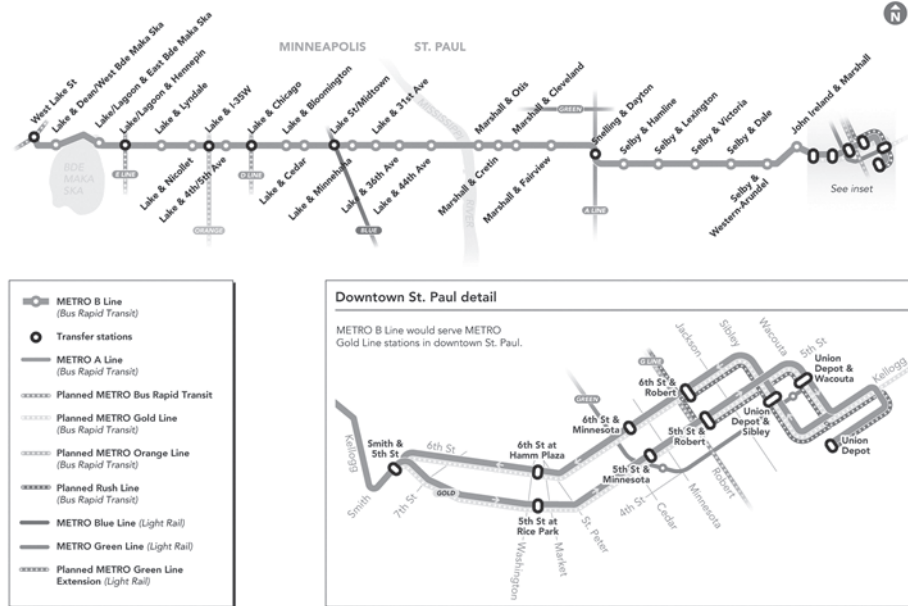 N
MINNEAPOLIS
ST. PAUL
West Lake St
Lake & Dean/West Bde Maka Ska
Lake/Lagoon & East Bde Maka Ska
Lake/Lagoon & Hennepin
Lake & Lyndale
Lake & I-35W
Lake & Chicago
Lake & Bloomington
Lake St/Midtown
Lake & 31st Ave
Marshall & Otis
Marshall & Cleveland
Snelling & Dayton
Selby & Hamline
Selby & Lexington
Selby & Victoria
Selby & Dale
John Ireland & Marshall
Lake & Nicollet
Lake & 4th/5th Ave
Lake & Cedar
Lake & Minnehaha
Lake & 36th Ave
Lake & 44th Ave
Marshall & Cretin
Marshall & Fairview
Selby &
Western-Arundel
See inset
BDE
MAKA
SKA
MISSISSIPPI
RIVER
E LINE
ORANGE
D LINE
BLUE
GREEN
A LINE
METRO B Line
(Bus Rapid Transit)
Transfer stations
METRO A Line
(Bus Rapid Transit)
Planned METRO Bus Rapid Transit
Planned METRO Gold Line
(Bus Rapid Transit)
Planned METRO Orange Line
(Bus Rapid Transit)
Planned Rush Line
(Bus Rapid Transit)
METRO Blue Line (Light Rail)
METRO Green Line (Light Rail)
Planned METRO Green Line
Extension (Light Rail)
Downtown St. Paul detail
METRO B Line would serve METRO
Gold Line stations in downtown St. Paul.
Jackson
Sibley
Wacouta
5th St
Kellogg
Union
Depot &
Wacouta
G LINE
6th St
& Robert
GREEN
6th St &
Minnesota
5th St
& Robert
Union
Depot &
Sibley
Union
Depot
Kellogg
Smith &
5th St
6th St
6th St at
Hamm Plaza
5th St &
Minnesota
Smith
7th St
GOLD
5th St at
Rice Park
Washington
Market
St. Peter
4th St
Cedar
Minnesota
Robert